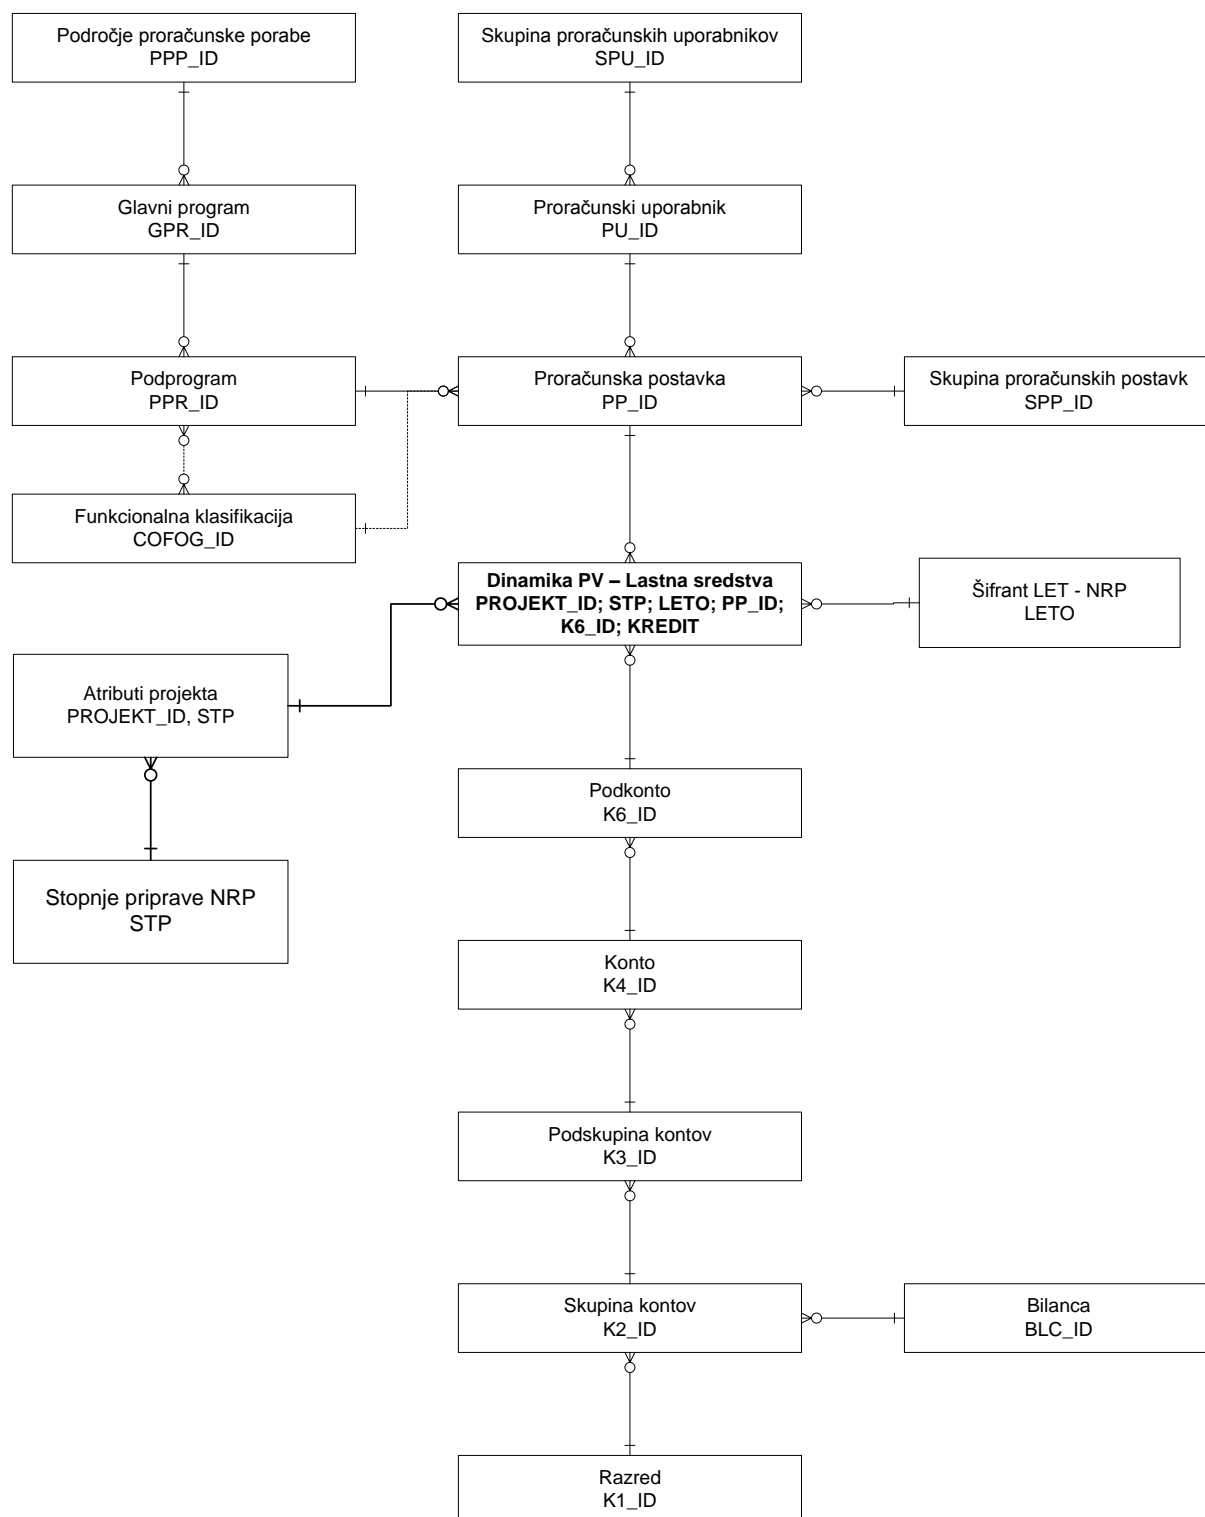 Področje proračunske porabe
PPP_ID
Skupina proračunskih uporabnikov
SPU_ID
Glavni program
GPR_ID
Proračunski uporabnik
PU_ID
Podprogram
PPR_ID
Proračunska postavka
PP_ID
Skupina proračunskih postavk
SPP_ID
Funkcionalna klasifikacija
COFOG_ID
Dinamika PV – Lastna sredstva
PROJEKT_ID; STP; LETO; PP_ID;
K6_ID; KREDIT
Šifrant LET - NRP
LETO
Atributi projekta
PROJEKT_ID, STP
Podkonto
K6_ID
Stopnje priprave NRP
STP
Konto
K4_ID
Podskupina kontov
K3_ID
Skupina kontov
K2_ID
Bilanca
BLC_ID
Razred
K1_ID